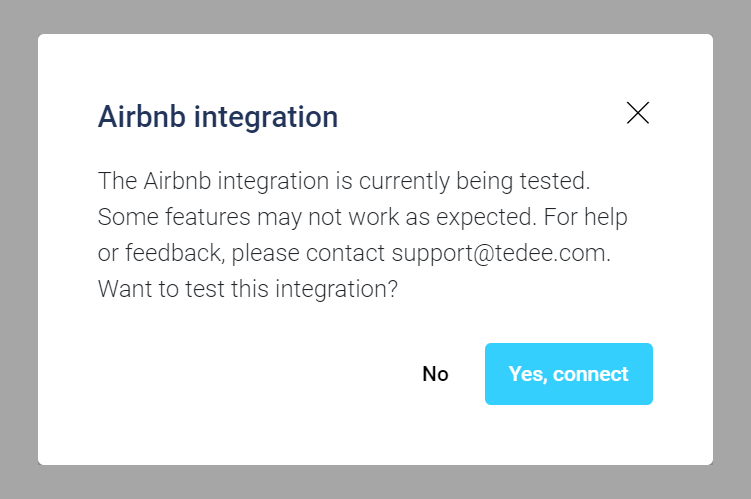 Airbnb integration
The Airbnb integration is currently being tested.
Some features may not work as expected. For help
or feedback, please contact support@tedee.com.
Want to test this integration?
No
Yes, connect